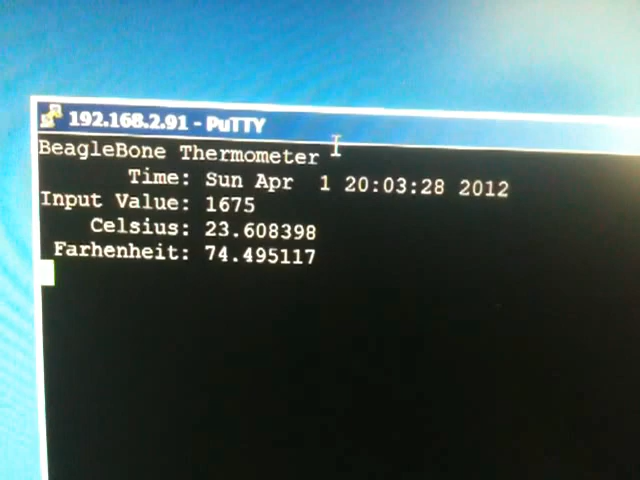 192.168.2.91 - PuTTY
BeagleBone Thermometer
Time: Sun Apr  1 20:03:28 2012
Input Value: 1675
Celsius: 23.608398
Farhenheit: 74.495117